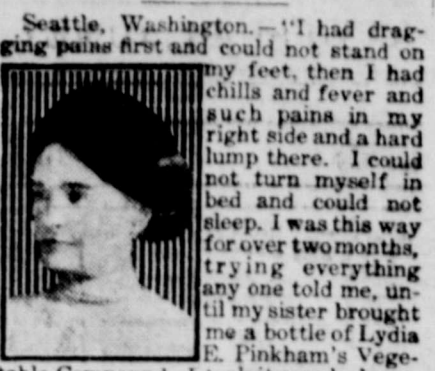 Seattle, Washington.—"I had drag-
ging pains first and could not stand on
my feet, then I had
chills and fever and
such pains in my
right side and a hard
lump there. I could
not turn myself in
bed and could not
sleep. I was this way
for over two months,
trying everything
any one told me, un-
til my sister brought
me a bottle of Lydia
E. Pinkham's Vege-